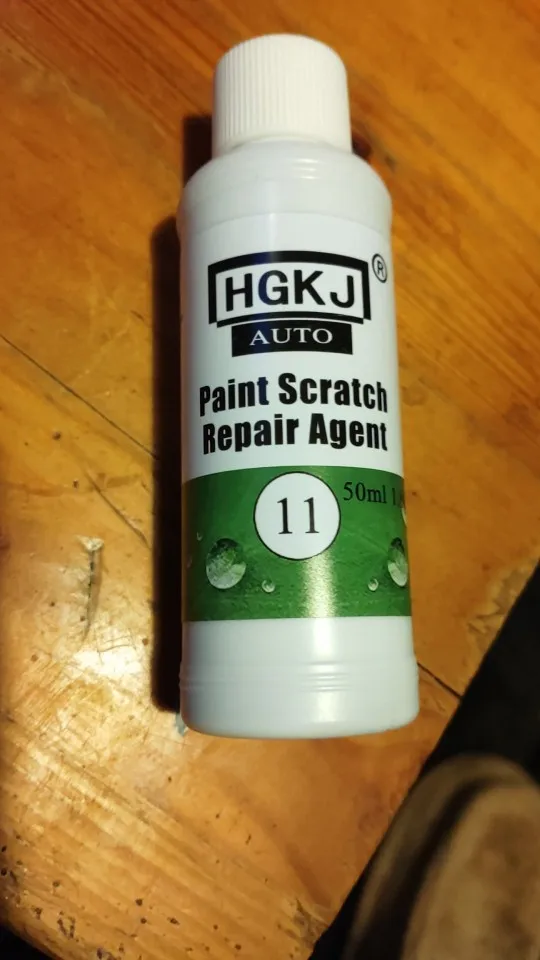 HGKJ ®
AUTO
Paint Scratch
Repair Agent
50ml
11